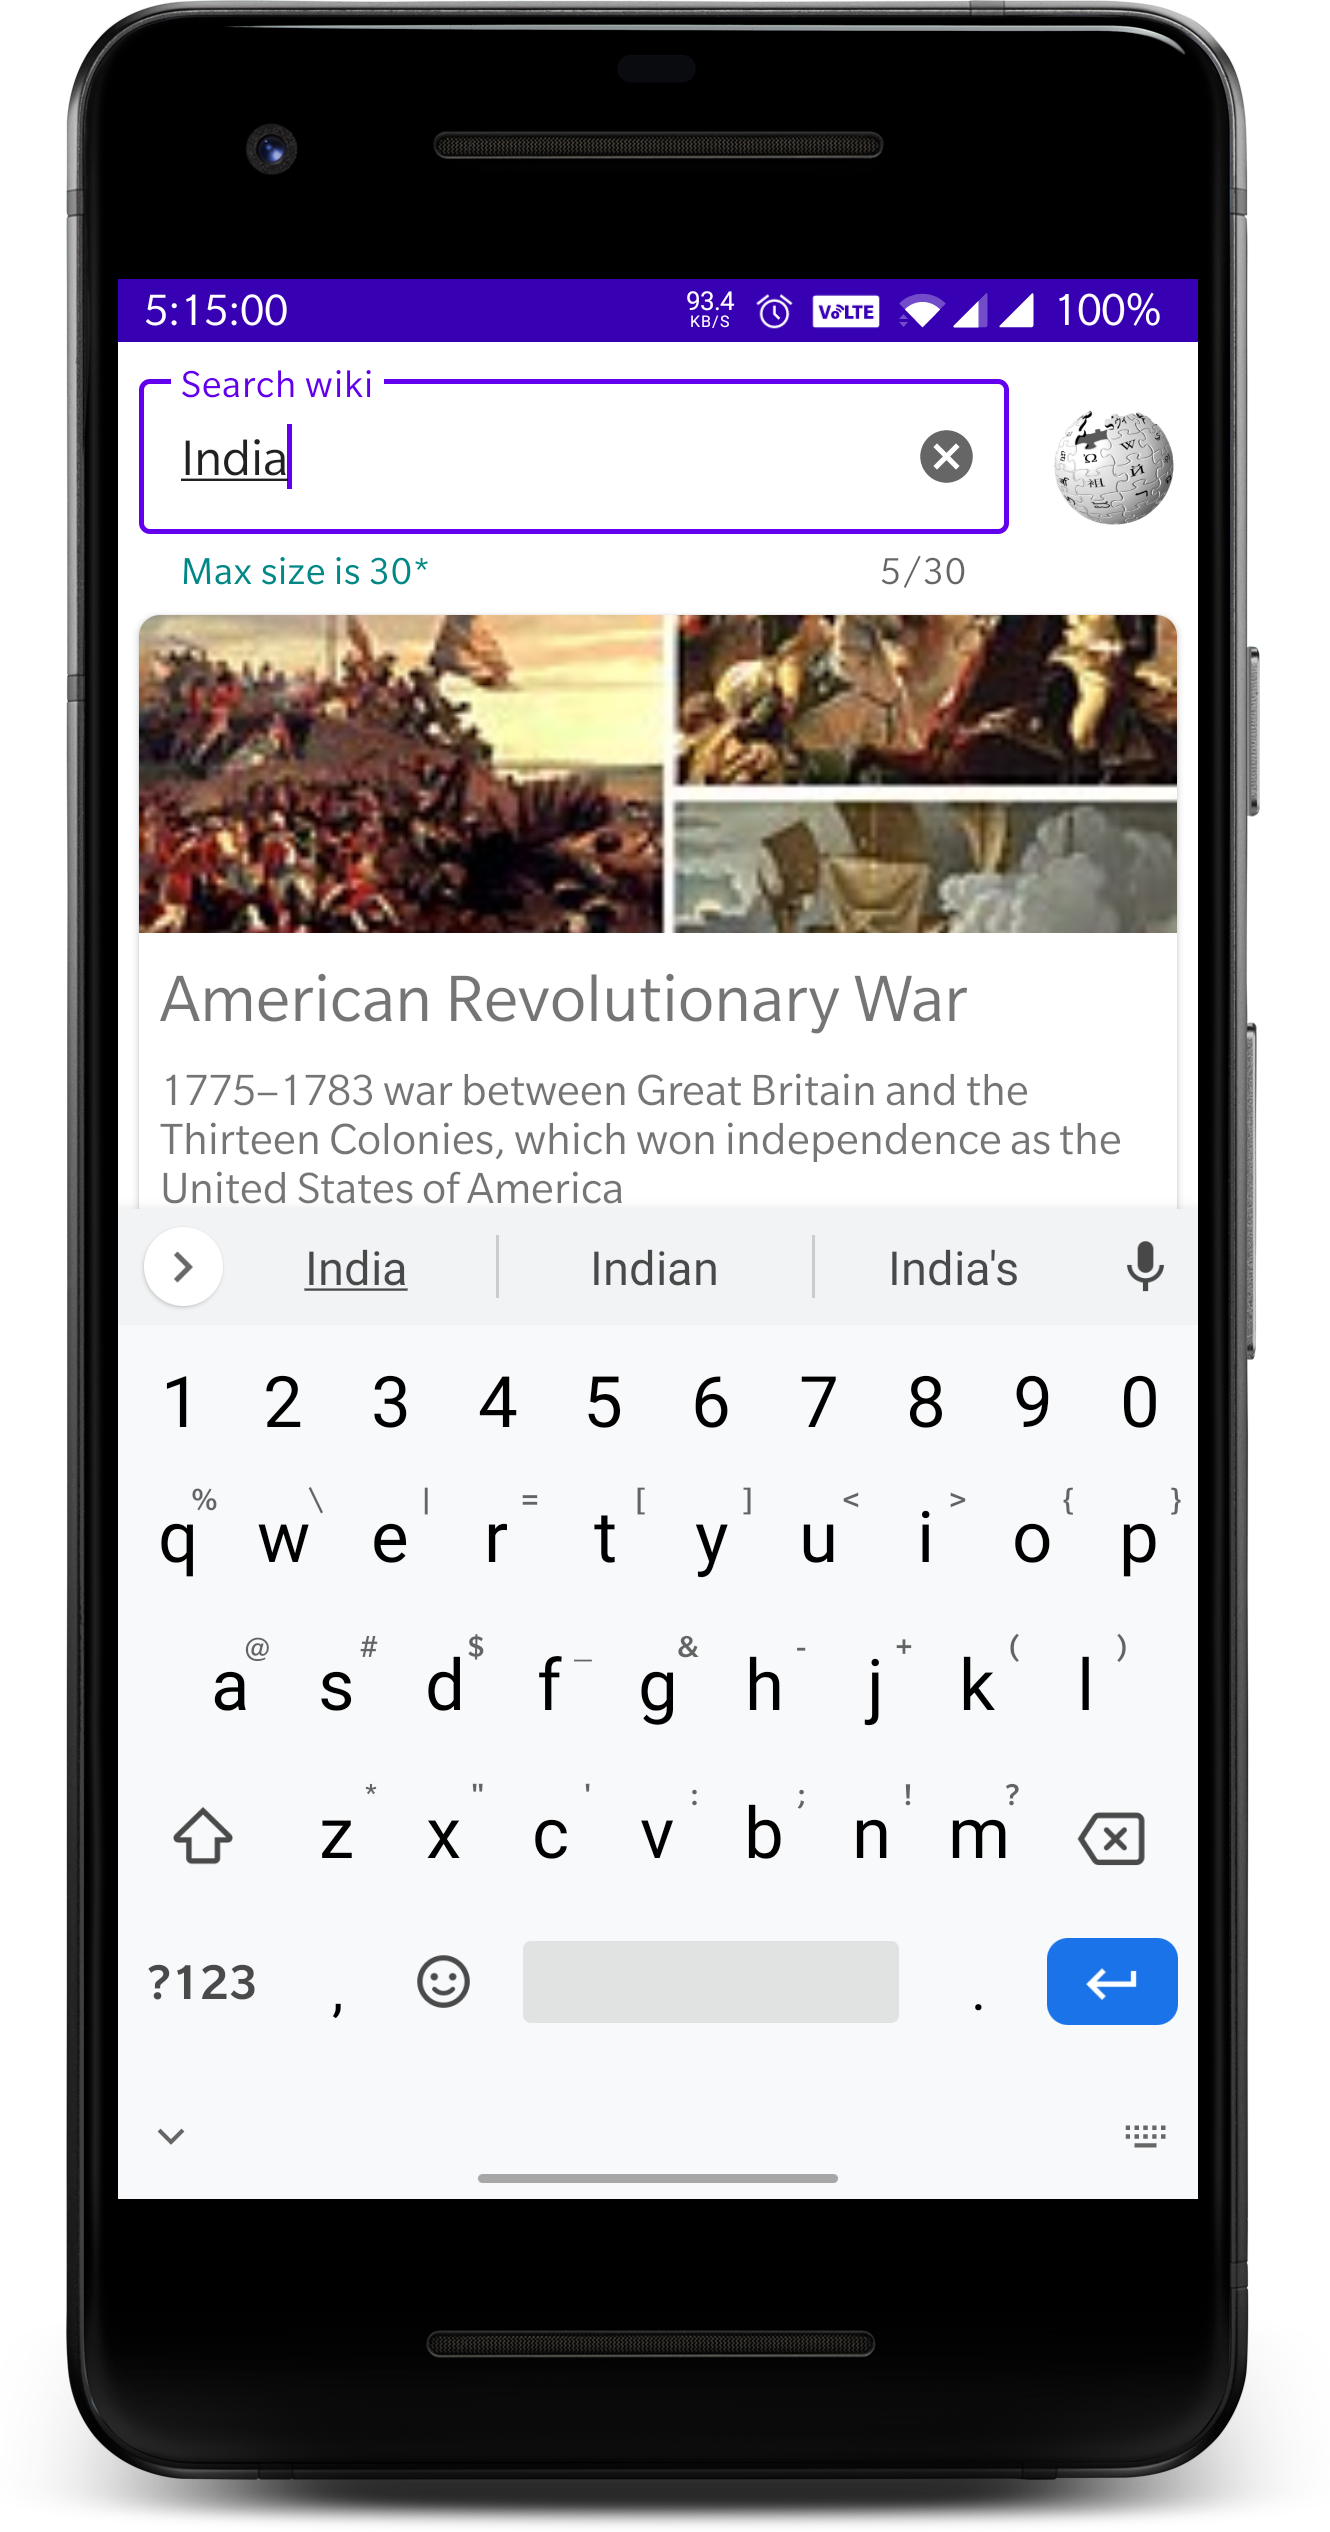 5:15:00 93.4 KB/S VoLTE 100%
Search wiki
India
Max size is 30* 5/30
American Revolutionary War
1775–1783 war between Great Britain and the
Thirteen Colonies, which won independence as the
United States of America
India Indian India's
1 2 3 4 5 6 7 8 9 0
% \ | = [ ] < > { }
q w e r t y u i o p
@ # $ _ & - + ( )
a s d f g h j k l
* " ' : ; ! ?
z x c v b n m
?123 , .